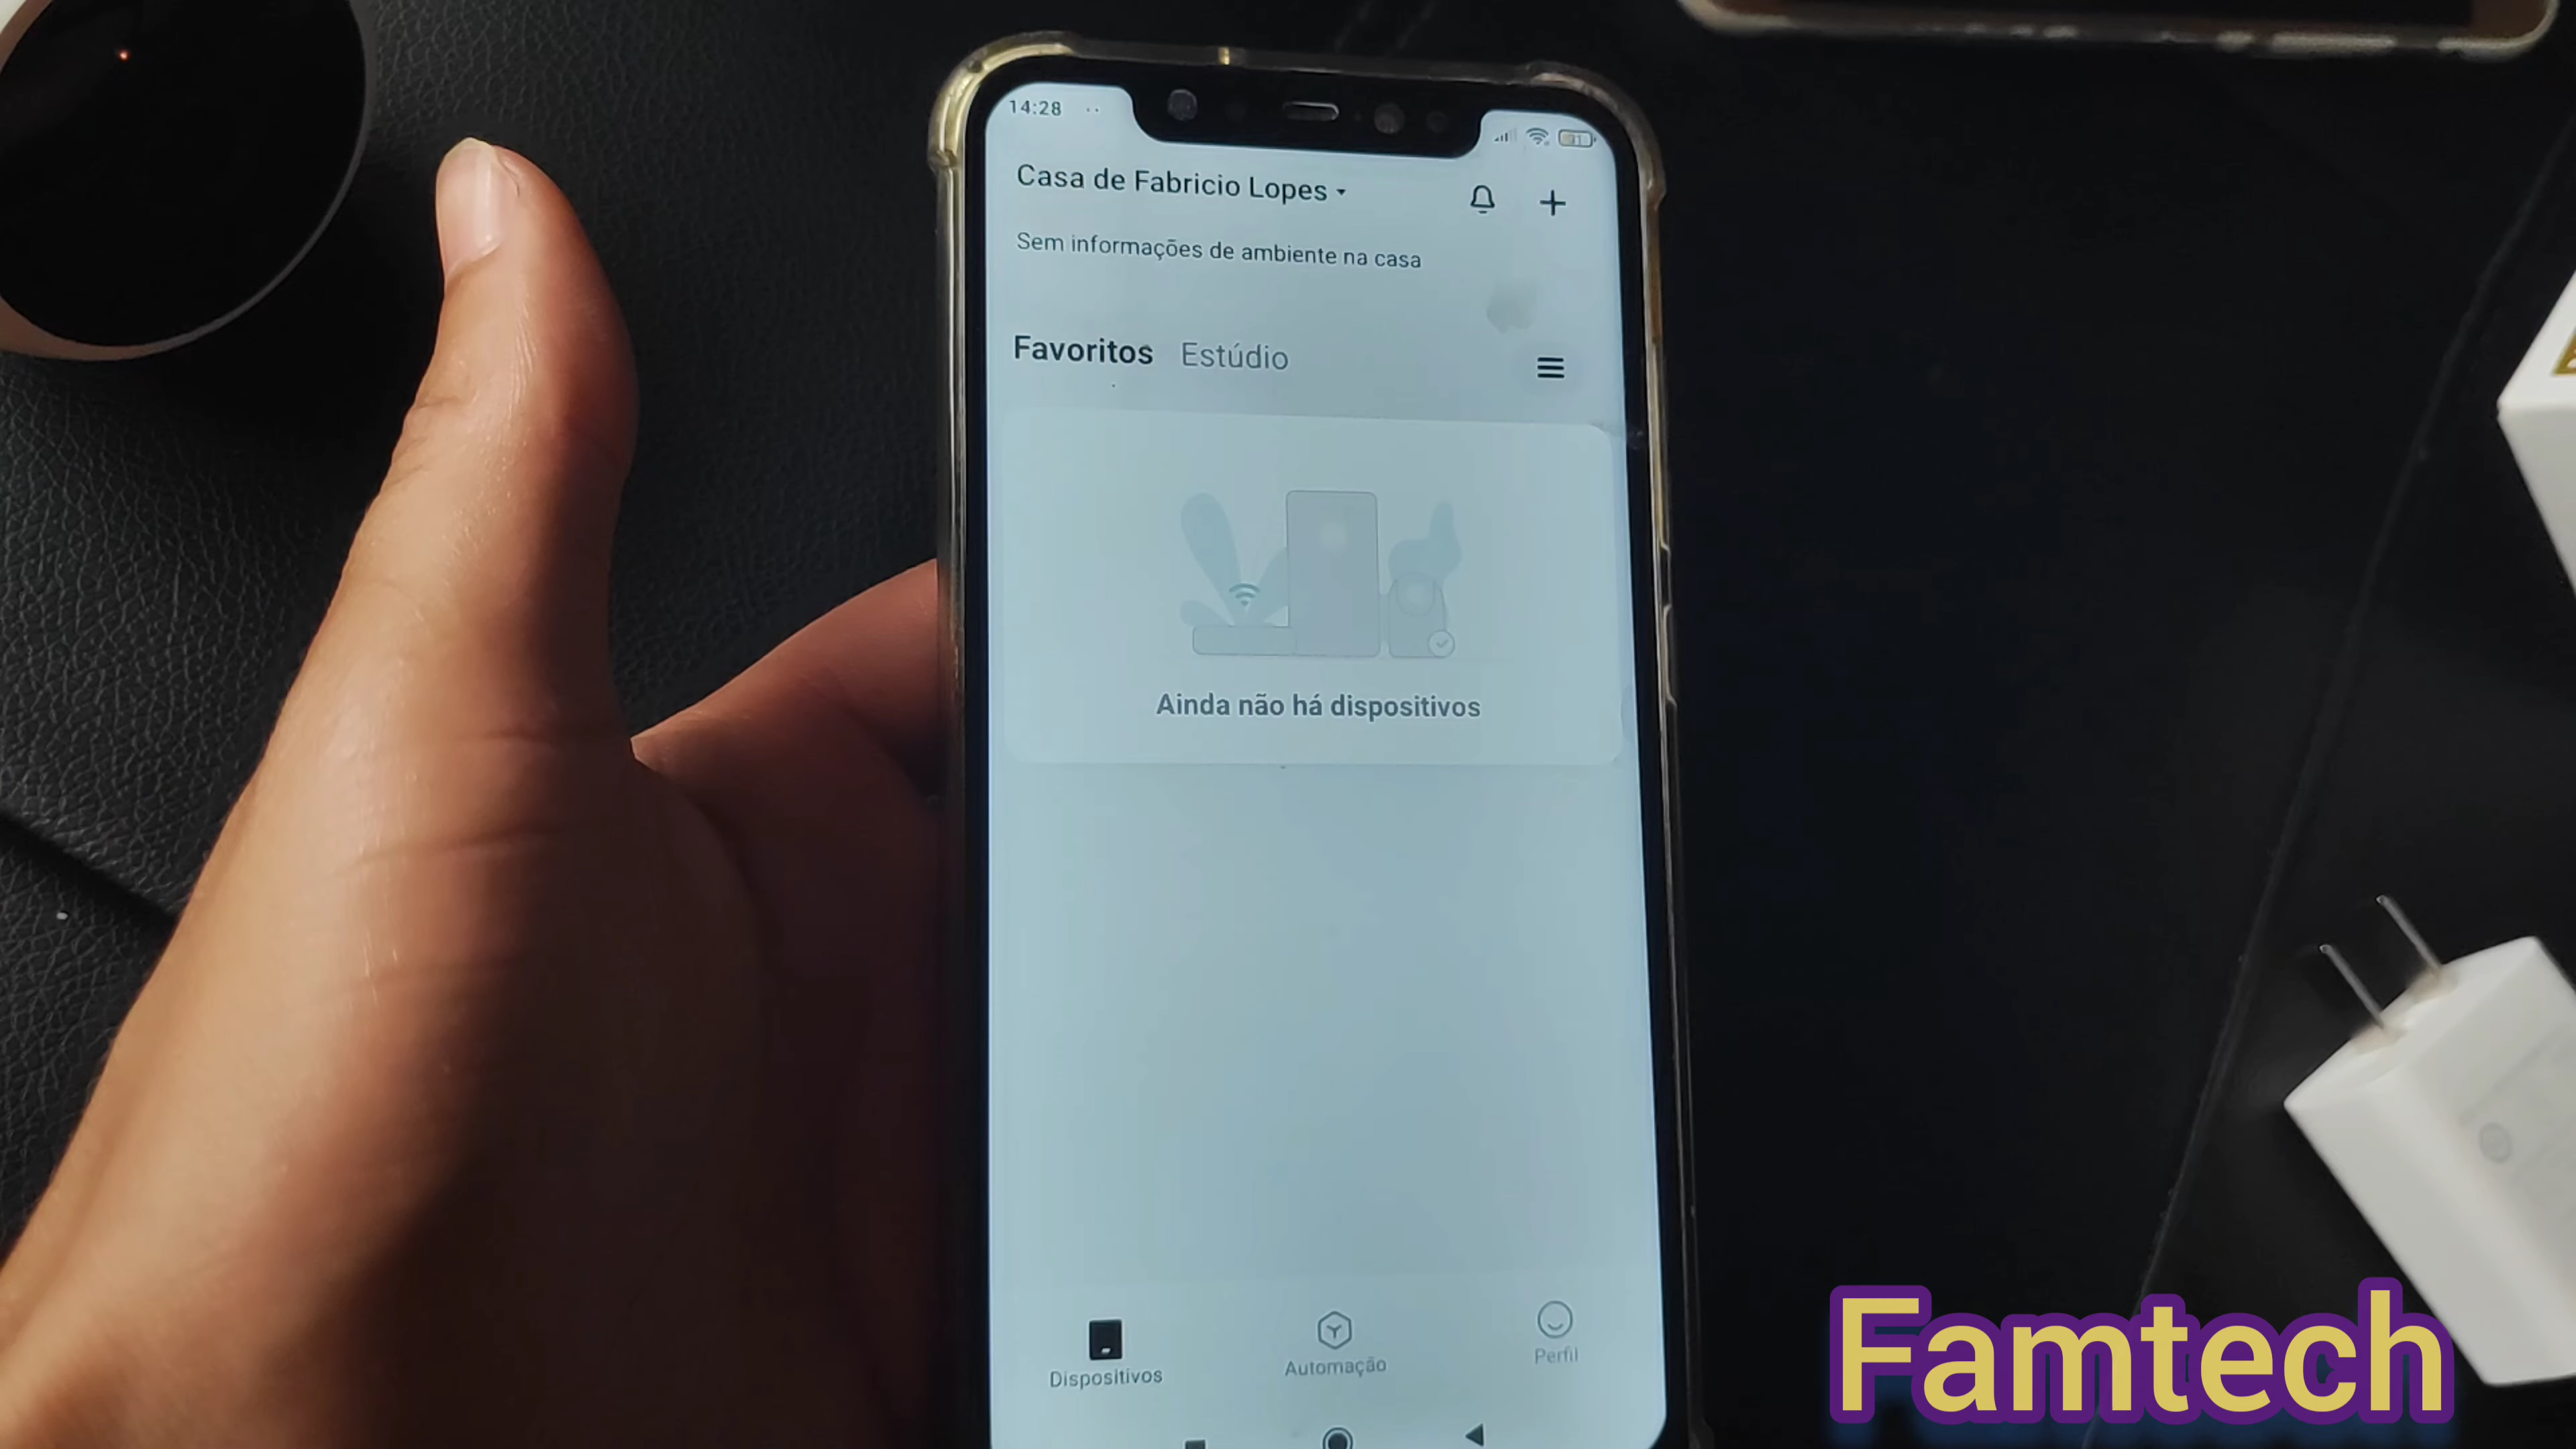 14:28
Casa de Fabricio Lopes
Sem informações de ambiente na casa
Favoritos Estúdio
Ainda não há dispositivos
Dispositivos Automação Perfil
Famtech